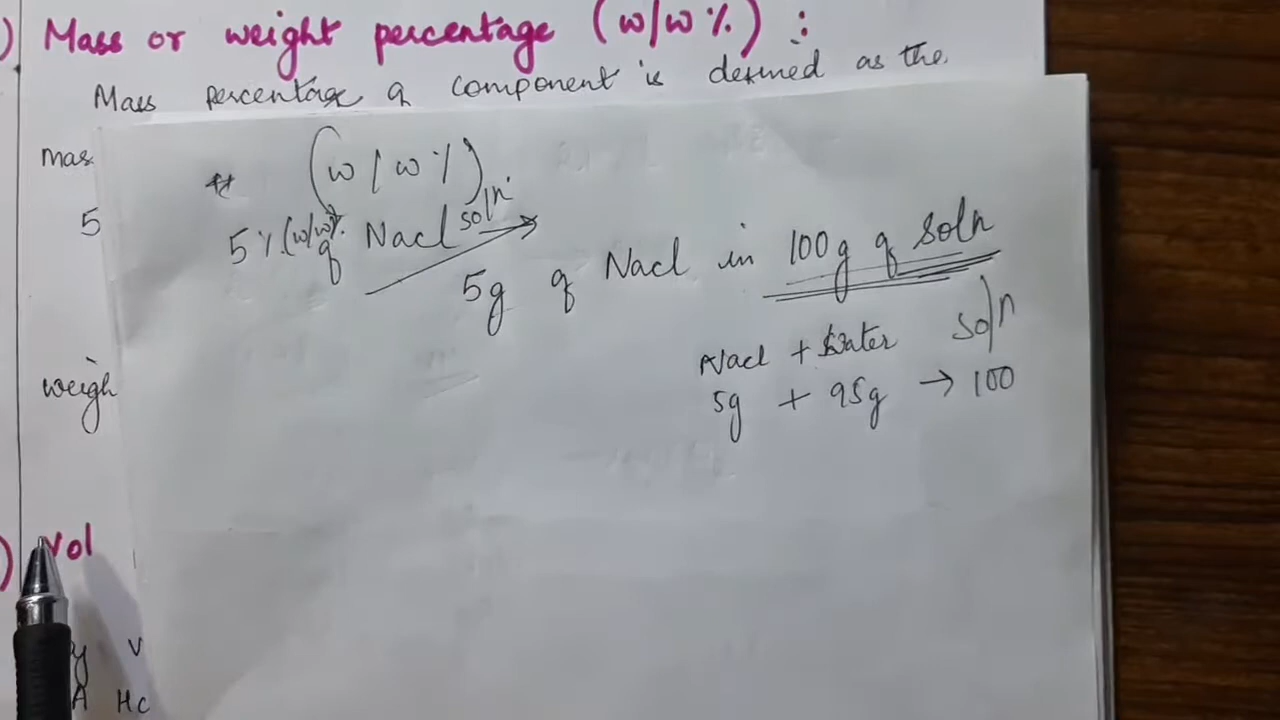 ) Mass or weight percentage (w/w %) :
Mass percentage of component is defined as the
mas
* (w/w %)
5 5 %.(w/w)%. of Nacl soln
5g of Nacl in 100g of soln
Nacl + Water soln
5g + 95g → 100
weigh
) Vol
y v
A Hc